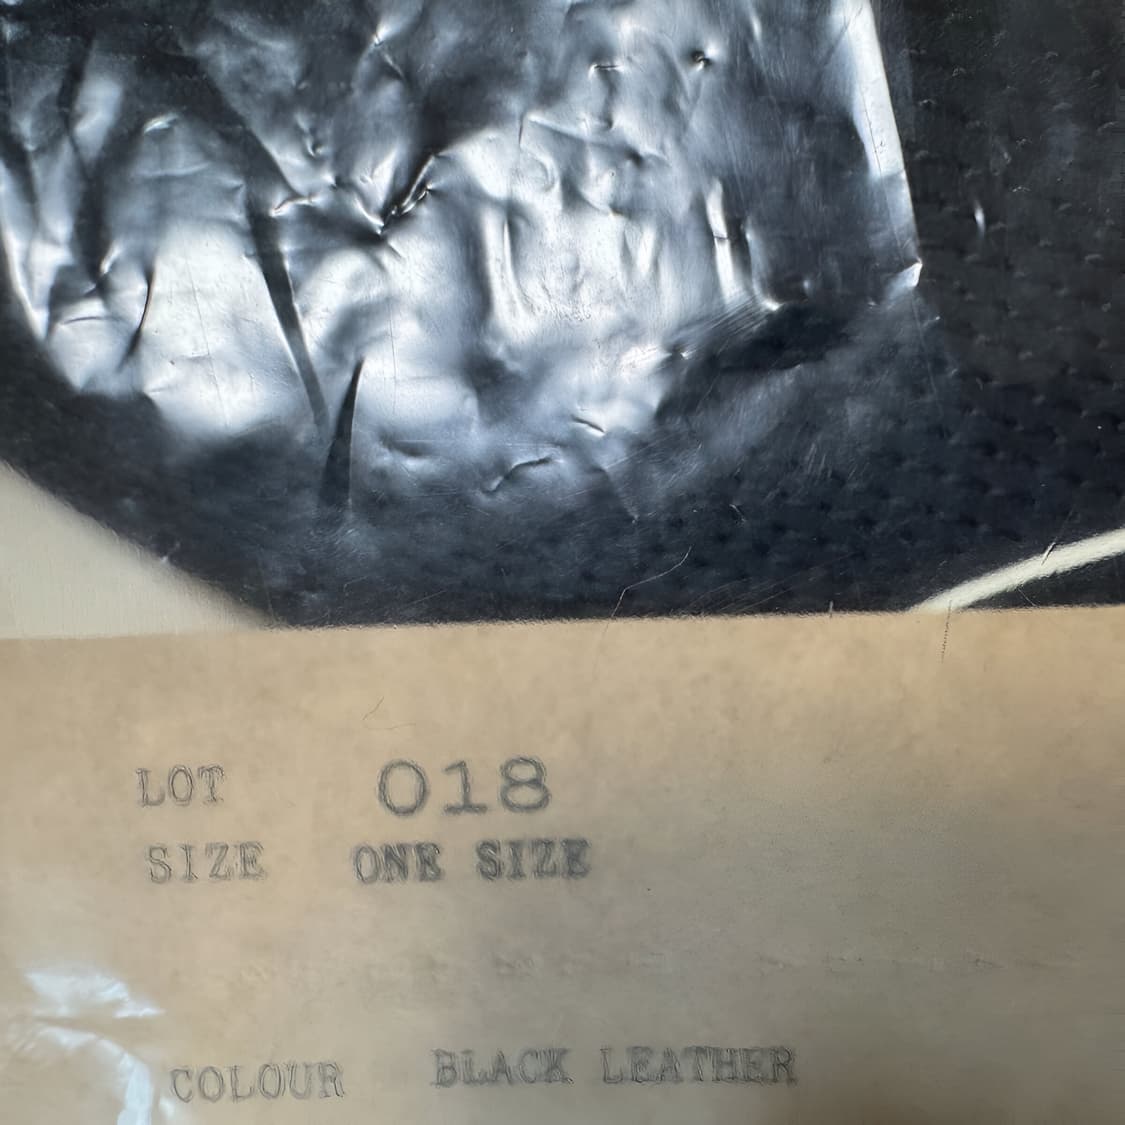 LOT 018
SIZE ONE SIZE
COLOUR BLACK LEATHER